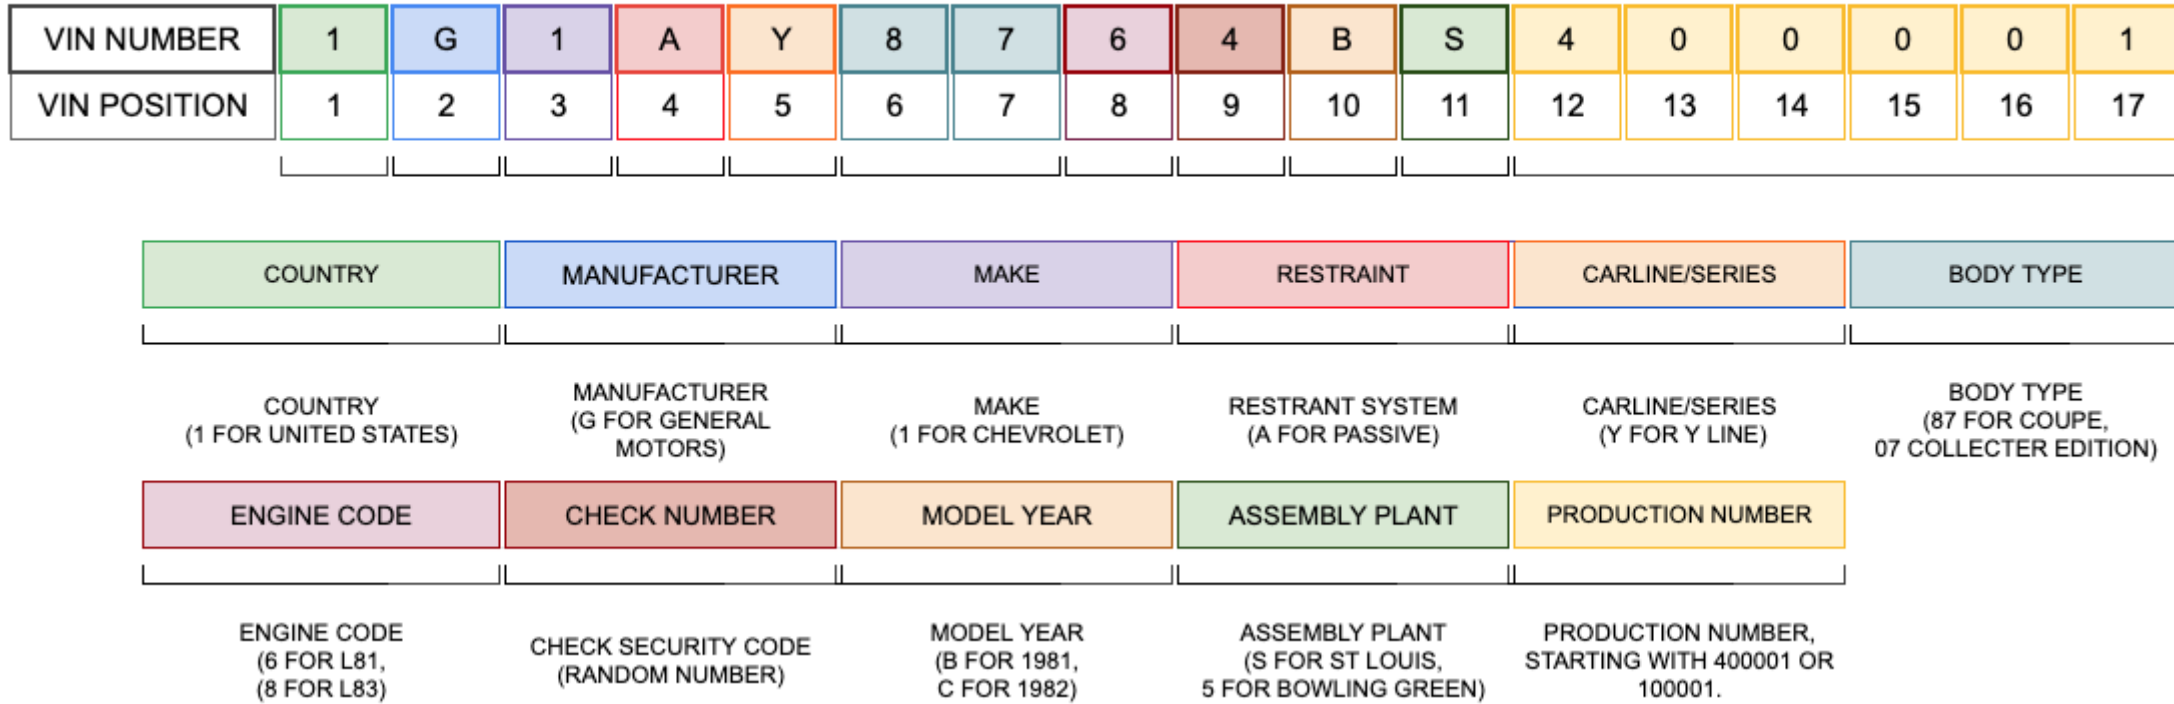 VIN NUMBER 1 G 1 A Y 8 7 6 4 B S 4 0 0 0 0 1
VIN POSITION 1 2 3 4 5 6 7 8 9 10 11 12 13 14 15 16 17
COUNTRY MANUFACTURER MAKE RESTRAINT CARLINE/SERIES BODY TYPE
COUNTRY
(1 FOR UNITED STATES)
MANUFACTURER
(G FOR GENERAL
MOTORS)
MAKE
(1 FOR CHEVROLET)
RESTRANT SYSTEM
(A FOR PASSIVE)
CARLINE/SERIES
(Y FOR Y LINE)
BODY TYPE
(87 FOR COUPE,
07 COLLECTER EDITION)
ENGINE CODE CHECK NUMBER MODEL YEAR ASSEMBLY PLANT PRODUCTION NUMBER
ENGINE CODE
(6 FOR L81,
(8 FOR L83)
CHECK SECURITY CODE
(RANDOM NUMBER)
MODEL YEAR
(B FOR 1981,
C FOR 1982)
ASSEMBLY PLANT
(S FOR ST LOUIS,
5 FOR BOWLING GREEN)
PRODUCTION NUMBER,
STARTING WITH 400001 OR
100001.